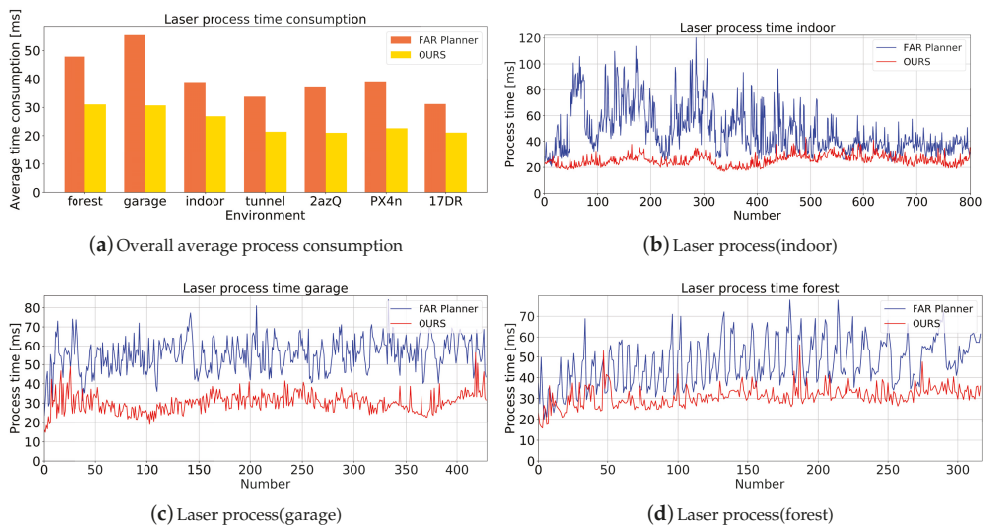 Laser process time consumption
Average time consumption [ms]
50
40
30
20
10
0
FAR Planner
OURS
forest garage indoor tunnel 2azQ PX4n 17DR
Environment
(a) Overall average process consumption
Laser process time indoor
Process time [ms]
120
100
80
60
40
20
0
FAR Planner
OURS
0 100 200 300 400 500 600 700 800
Number
(b) Laser process(indoor)
Laser process time garage
Process time [ms]
80
70
60
50
40
30
20
10
0
FAR Planner
OURS
0 50 100 150 200 250 300 350 400
Number
(c) Laser process(garage)
Laser process time forest
Process time [ms]
70
60
50
40
30
20
10
0
FAR Planner
OURS
0 50 100 150 200 250 300
Number
(d) Laser process(forest)